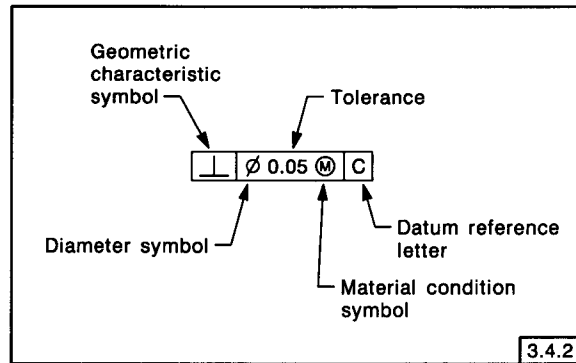 Geometric
characteristic
symbol
Tolerance
⊥ Ø 0.05 Ⓜ C
Diameter symbol
Datum reference
letter
Material condition
symbol
3.4.2